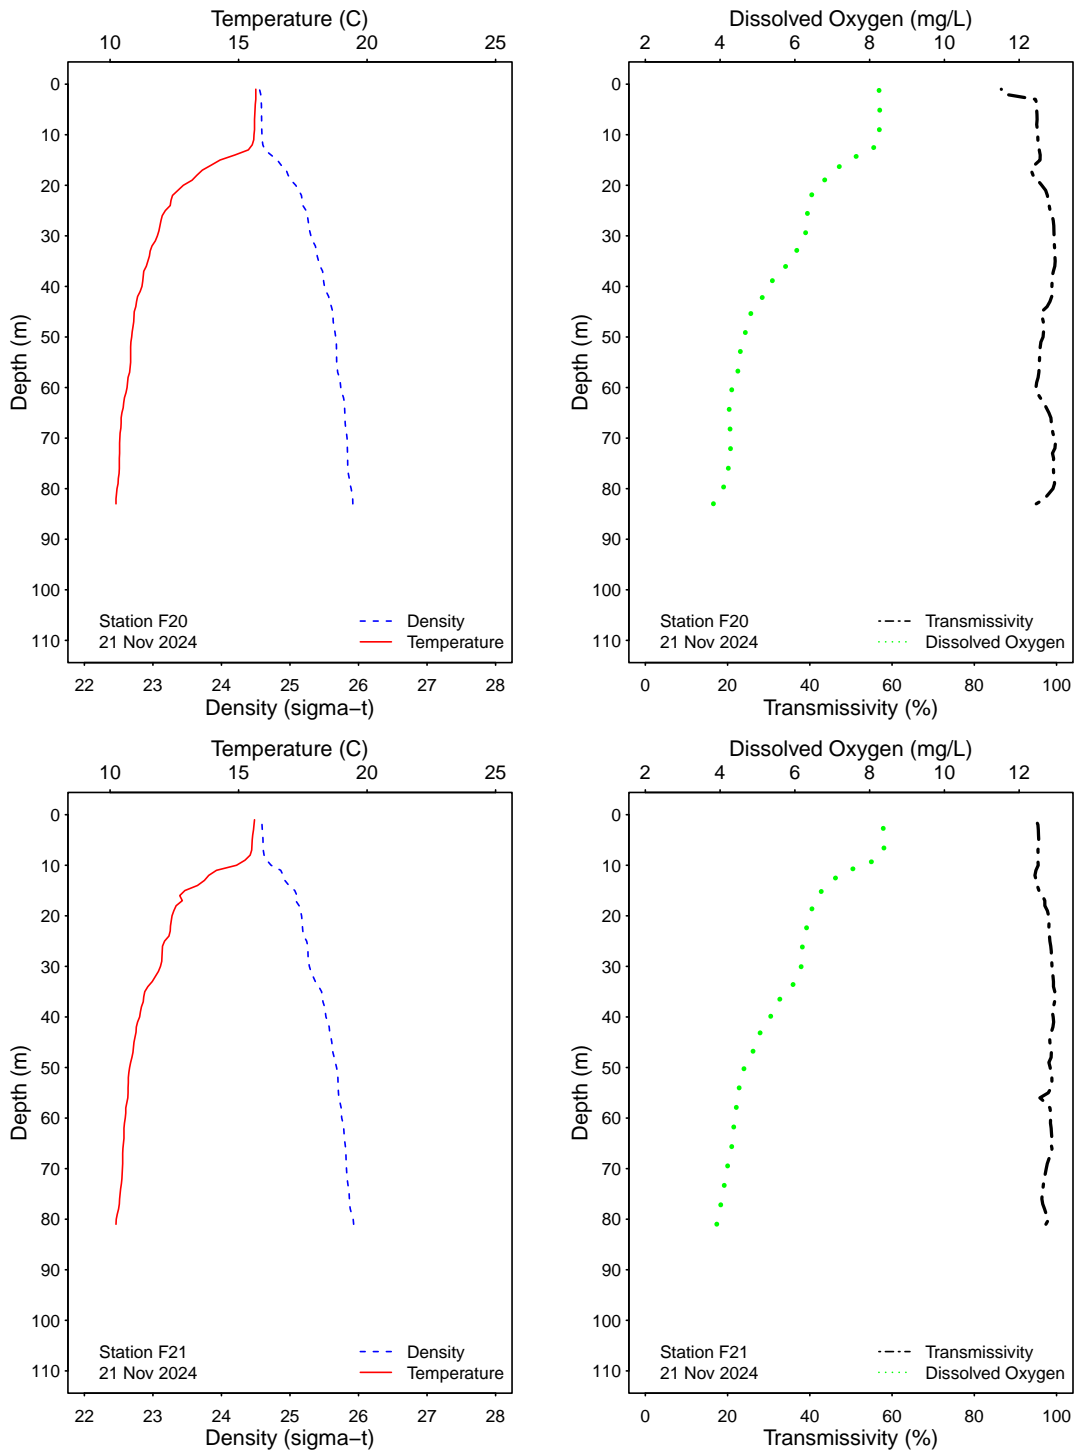 Temperature (C)
10 15 20 25
0
10
20
30
40
50
60
70
80
90
100
110
Depth (m)
Station F20
21 Nov 2024
Density
Temperature
22 23 24 25 26 27 28
Density (sigma−t)
Dissolved Oxygen (mg/L)
2 4 6 8 10 12
0
10
20
30
40
50
60
70
80
90
100
110
Depth (m)
Station F20
21 Nov 2024
Transmissivity
Dissolved Oxygen
0 20 40 60 80 100
Transmissivity (%)
Temperature (C)
10 15 20 25
0
10
20
30
40
50
60
70
80
90
100
110
Depth (m)
Station F21
21 Nov 2024
Density
Temperature
22 23 24 25 26 27 28
Density (sigma−t)
Dissolved Oxygen (mg/L)
2 4 6 8 10 12
0
10
20
30
40
50
60
70
80
90
100
110
Depth (m)
Station F21
21 Nov 2024
Transmissivity
Dissolved Oxygen
0 20 40 60 80 100
Transmissivity (%)